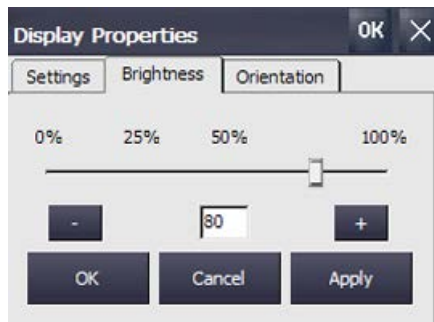 Display Properties OK ×
Settings Brightness Orientation
0% 25% 50% 100%
- 80 +
OK Cancel Apply